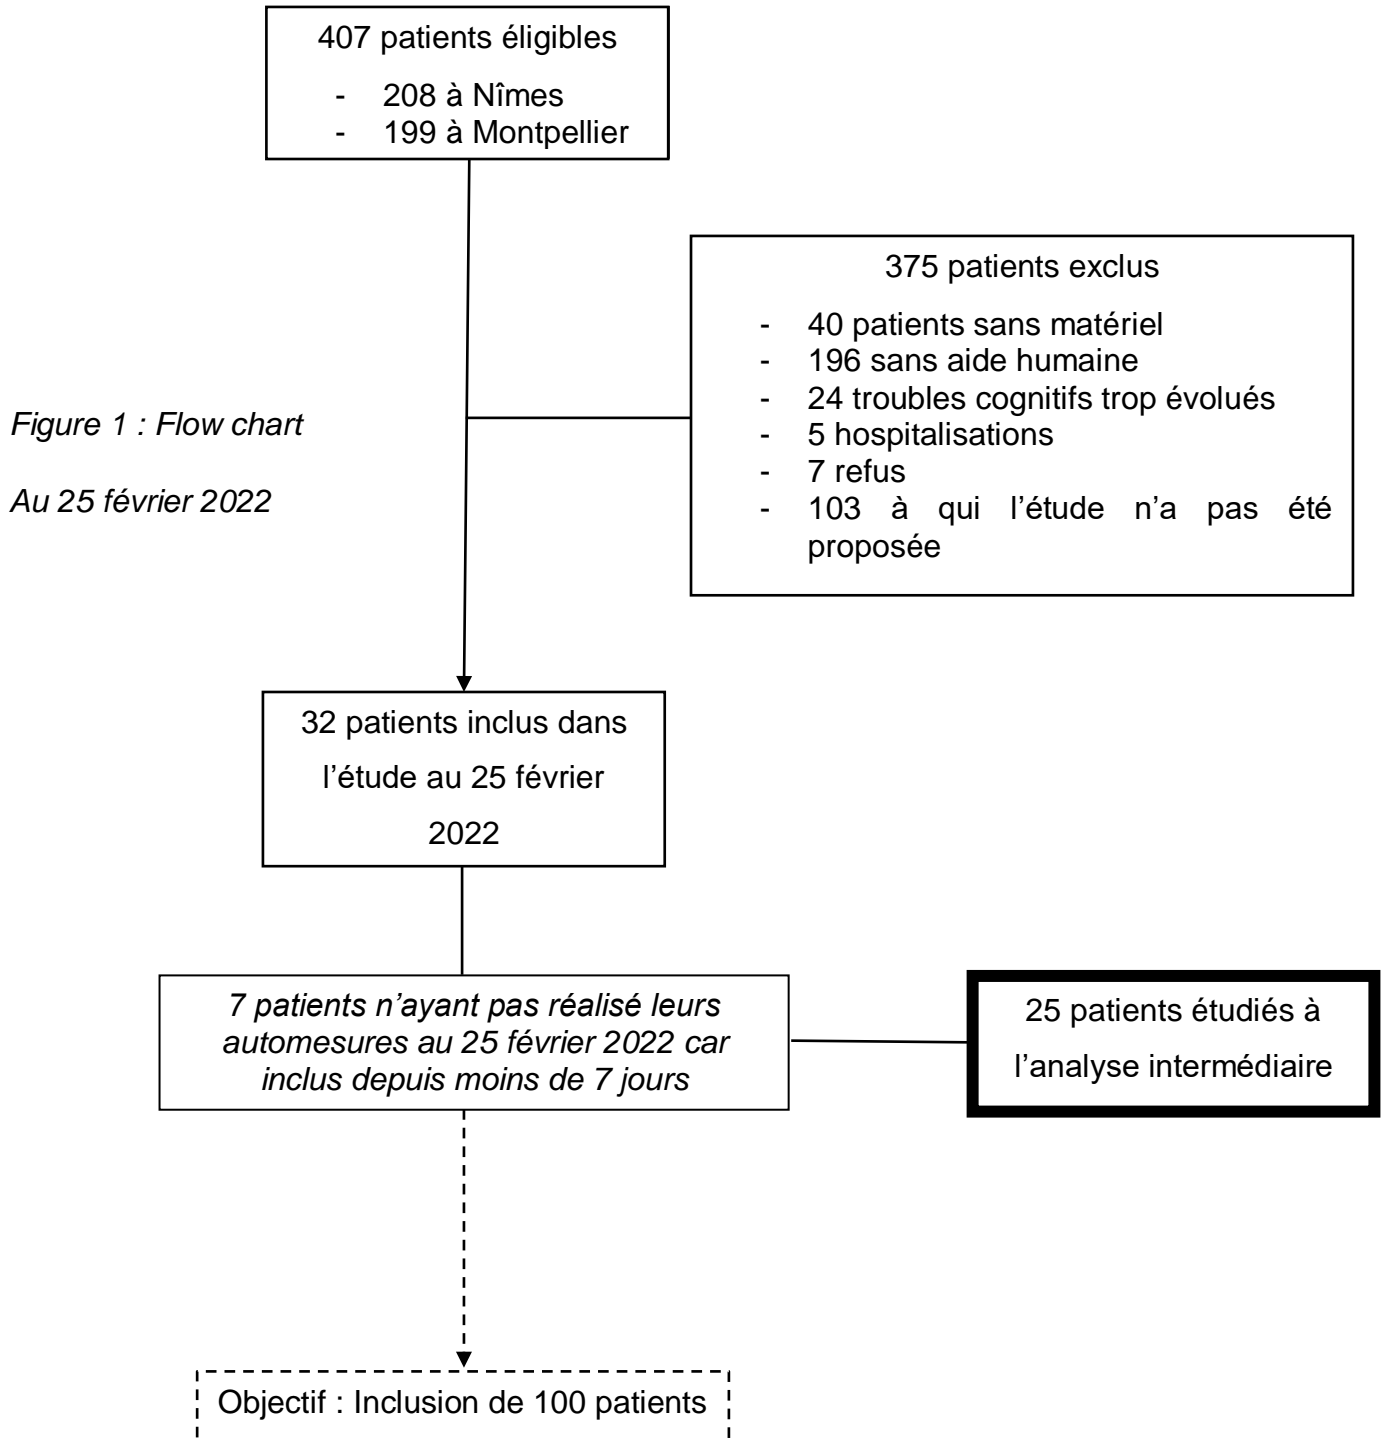 407 patients éligibles
- 208 à Nîmes
- 199 à Montpellier
375 patients exclus
- 40 patients sans matériel
- 196 sans aide humaine
- 24 troubles cognitifs trop évolués
- 5 hospitalisations
- 7 refus
- 103 à qui l’étude n’a pas été
proposée
Figure 1 : Flow chart
Au 25 février 2022
32 patients inclus dans
l’étude au 25 février
2022
7 patients n’ayant pas réalisé leurs
automesures au 25 février 2022 car
inclus depuis moins de 7 jours
25 patients étudiés à
l’analyse intermédiaire
Objectif : Inclusion de 100 patients